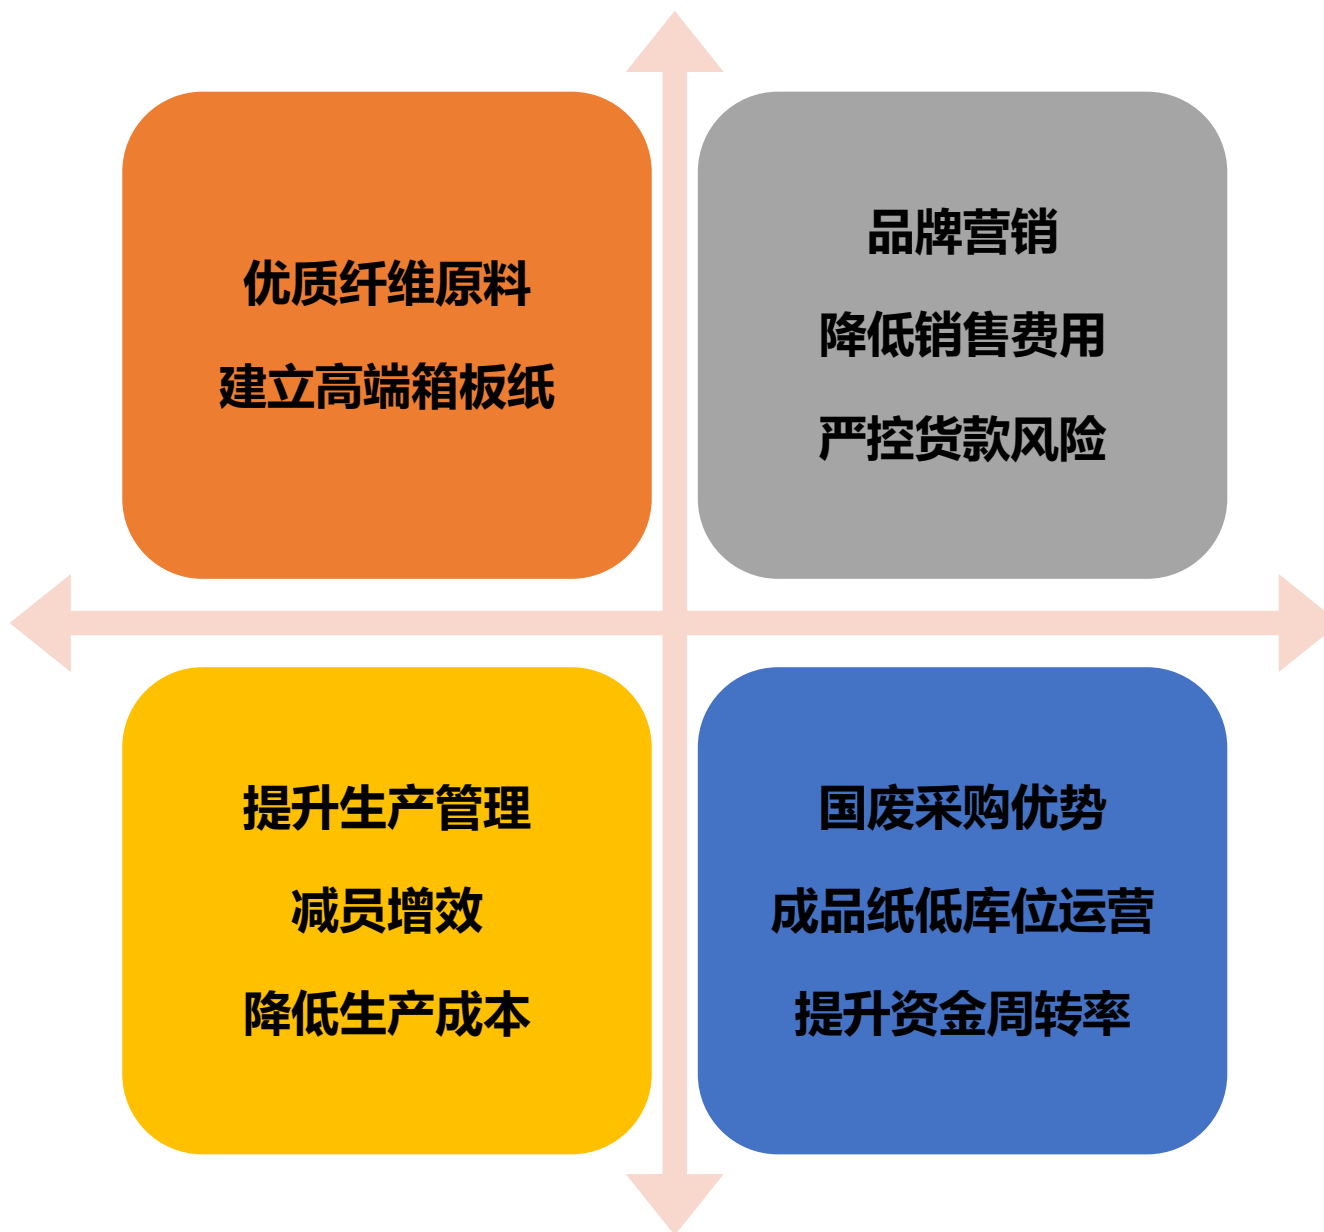 优质纤维原料
建立高端箱板纸
品牌营销
降低销售费用
严控货款风险
提升生产管理
减员增效
降低生产成本
国废采购优势
成品纸低库位运营
提升资金周转率